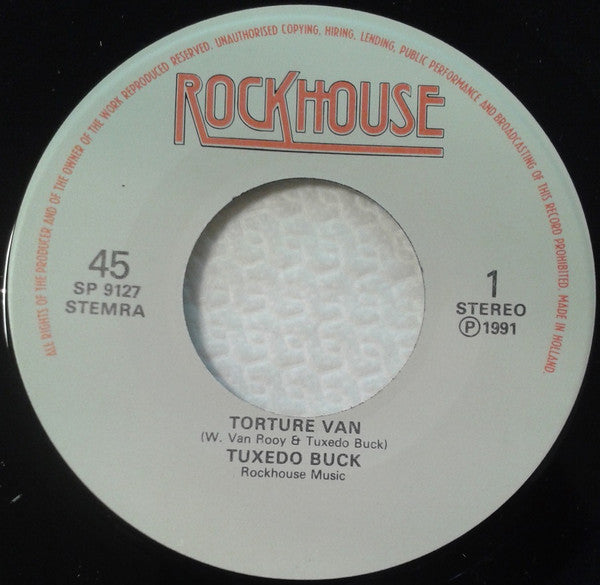 ALL RIGHTS OF THE PRODUCER AND OF THE OWNER OF THE WORK REPRODUCED RESERVED. UNAUTHORISED COPYING, HIRING, LENDING, PUBLIC PERFORMANCE AND BROADCASTING OF THIS RECORD PROHIBITED. MADE IN HOLLAND.
ROCKHOUSE
45
SP 9127
STEMRA
1
STEREO
Ⓟ1991
TORTURE VAN
(W. Van Rooy & Tuxedo Buck)
TUXEDO BUCK
Rockhouse Music